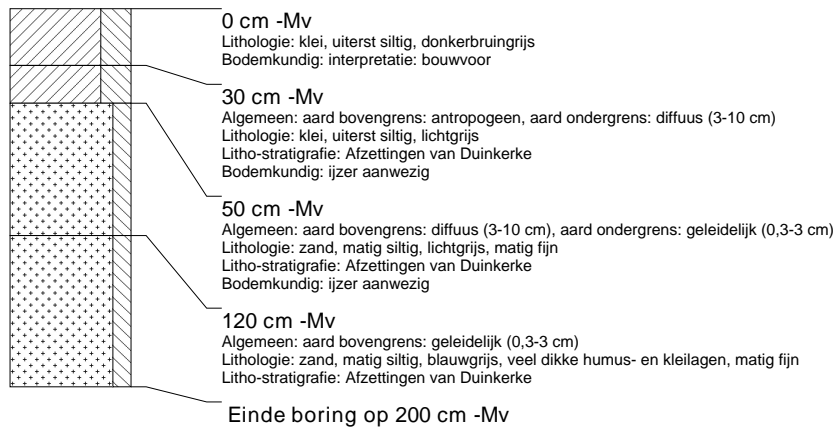 0 cm -Mv
Lithologie: klei, uiterst siltig, donkerbruingrijs
Bodemkundig: interpretatie: bouwvoor
30 cm -Mv
Algemeen: aard bovengrens: antropogeen, aard ondergrens: diffuus (3-10 cm)
Lithologie: klei, uiterst siltig, lichtgrijs
Litho-stratigrafie: Afzettingen van Duinkerke
Bodemkundig: ijzer aanwezig
50 cm -Mv
Algemeen: aard bovengrens: diffuus (3-10 cm), aard ondergrens: geleidelijk (0,3-3 cm)
Lithologie: zand, matig siltig, lichtgrijs, matig fijn
Litho-stratigrafie: Afzettingen van Duinkerke
Bodemkundig: ijzer aanwezig
120 cm -Mv
Algemeen: aard bovengrens: geleidelijk (0,3-3 cm)
Lithologie: zand, matig siltig, blauwgrijs, veel dikke humus- en kleilagen, matig fijn
Litho-stratigrafie: Afzettingen van Duinkerke
Einde boring op 200 cm -Mv